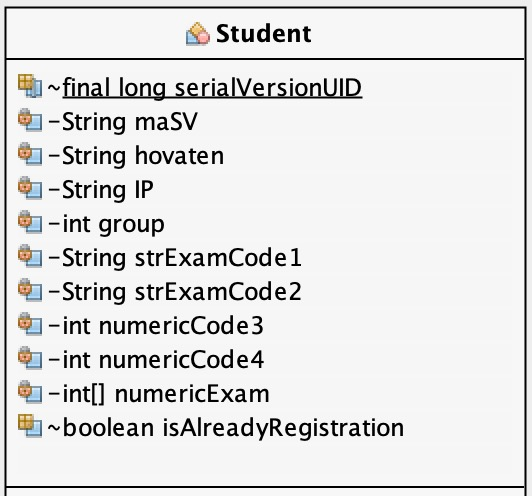 Student
~final long serialVersionUID
-String maSV
-String hovaten
-String IP
-int group
-String strExamCode1
-String strExamCode2
-int numericCode3
-int numericCode4
-int[] numericExam
~boolean isAlreadyRegistration